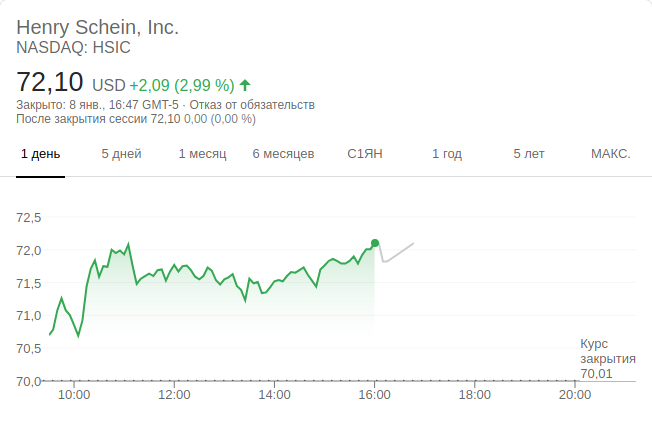 Henry Schein, Inc.
NASDAQ: HSIC
72,10 USD +2,09 (2,99 %)
Закрыто: 8 янв., 16:47 GMT-5 · Отказ от обязательств
После закрытия сессии 72,10 0,00 (0,00 %)
1 день 5 дней 1 месяц 6 месяцев С1ЯН 1 год 5 лет МАКС.
72,5
72,0
71,5
71,0
70,5
70,0
Курс
закрытия
70,01
10:00 12:00 14:00 16:00 18:00 20:00